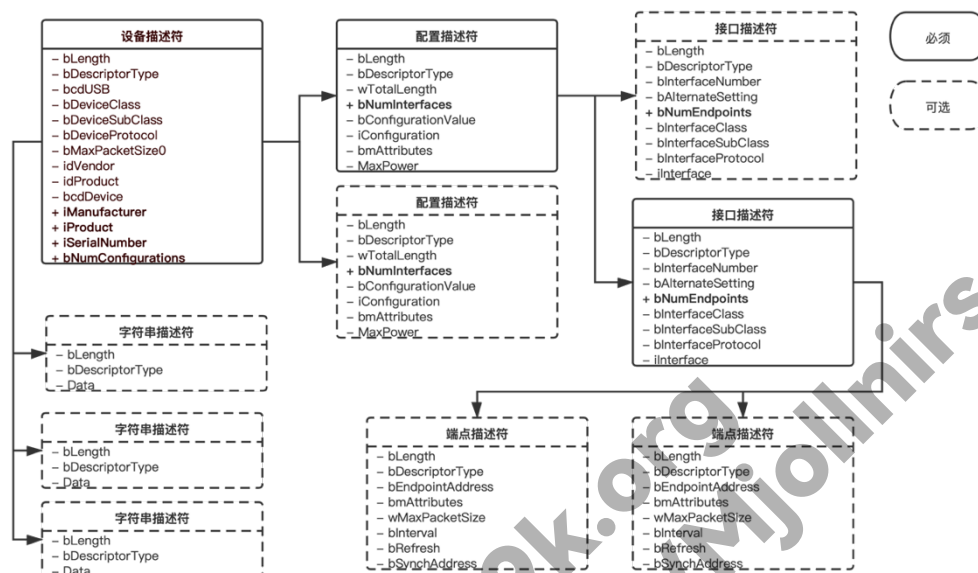 设备描述符
– bLength
– bDescriptorType
– bcdUSB
– bDeviceClass
– bDeviceSubClass
– bDeviceProtocol
– bMaxPacketSize0
– idVendor
– idProduct
– bcdDevice
+ iManufacturer
+ iProduct
+ iSerialNumber
+ bNumConfigurations
配置描述符
– bLength
– bDescriptorType
– wTotalLength
+ bNumInterfaces
– bConfigurationValue
– iConfiguration
– bmAttributes
– MaxPower
接口描述符
– bLength
– bDescriptorType
– bInterfaceNumber
– bAlternateSetting
+ bNumEndpoints
– bInterfaceClass
– bInterfaceSubClass
– bInterfaceProtocol
– iInterface
必须
可选
配置描述符
– bLength
– bDescriptorType
– wTotalLength
+ bNumInterfaces
– bConfigurationValue
– iConfiguration
– bmAttributes
– MaxPower
接口描述符
– bLength
– bDescriptorType
– bInterfaceNumber
– bAlternateSetting
+ bNumEndpoints
– bInterfaceClass
– bInterfaceSubClass
– bInterfaceProtocol
– iInterface
字符串描述符
– bLength
– bDescriptorType
– Data
字符串描述符
– bLength
– bDescriptorType
– Data
字符串描述符
– bLength
– bDescriptorType
– Data
端点描述符
– bLength
– bDescriptorType
– bEndpointAddress
– bmAttributes
– wMaxPacketSize
– bInterval
– bRefresh
– bSynchAddress
端点描述符
– bLength
– bDescriptorType
– bEndpointAddress
– bmAttributes
– wMaxPacketSize
– bInterval
– bRefresh
– bSynchAddress
ok.org
/Mjollnirs